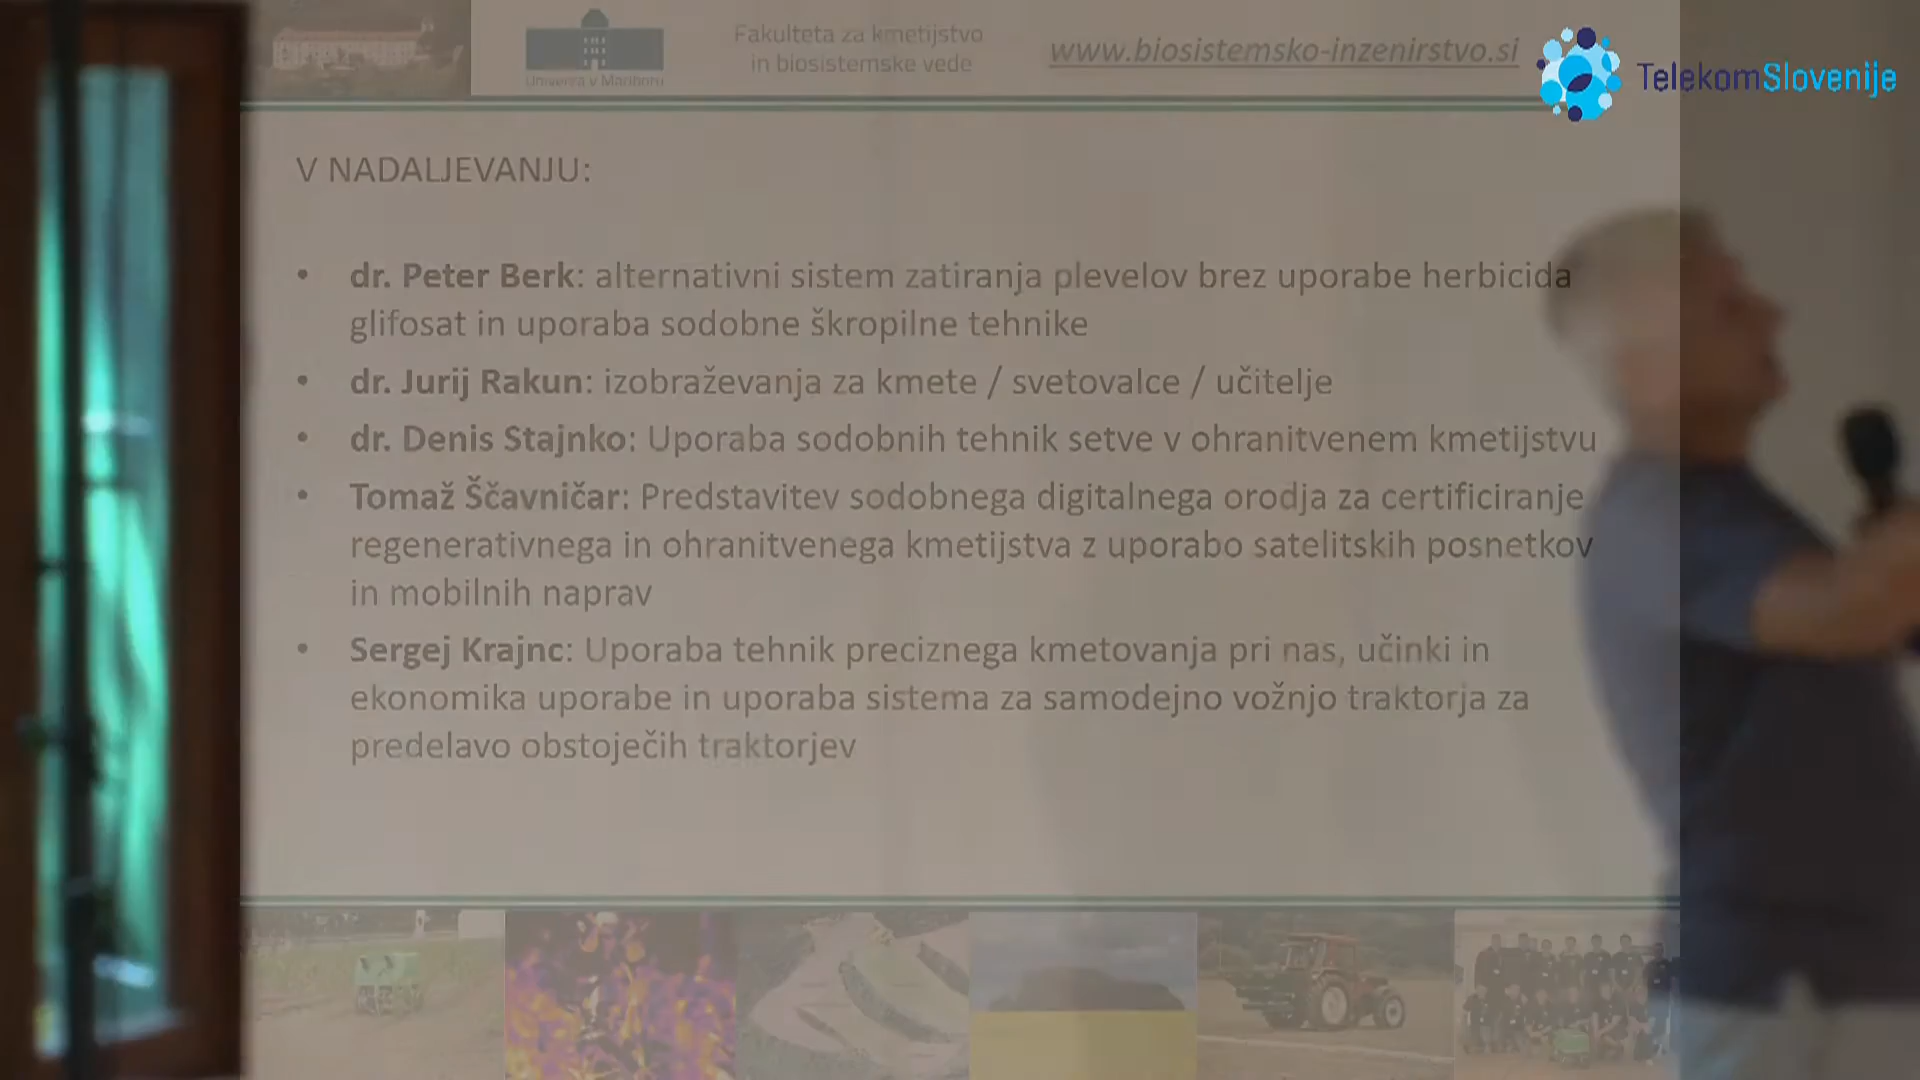 Fakulteta za kmetijstvo
in biosistemske vede
www.biosistemsko-inzenirstvo.si
Univerza v Mariboru
TelekomSlovenije
V NADALJEVANJU:
• dr. Peter Berk: alternativni sistem zatiranja plevelov brez uporabe herbicida
glifosat in uporaba sodobne škropilne tehnike
• dr. Jurij Rakun: izobraževanja za kmete / svetovalce / učitelje
• dr. Denis Stajnko: Uporaba sodobnih tehnik setve v ohranitvenem kmetijstvu
• Tomaž Ščavničar: Predstavitev sodobnega digitalnega orodja za certificiranje
regenerativnega in ohranitvenega kmetijstva z uporabo satelitskih posnetkov
in mobilnih naprav
• Sergej Krajnc: Uporaba tehnik preciznega kmetovanja pri nas, učinki in
ekonomika uporabe in uporaba sistema za samodejno vožnjo traktorja za
predelavo obstoječih traktorjev